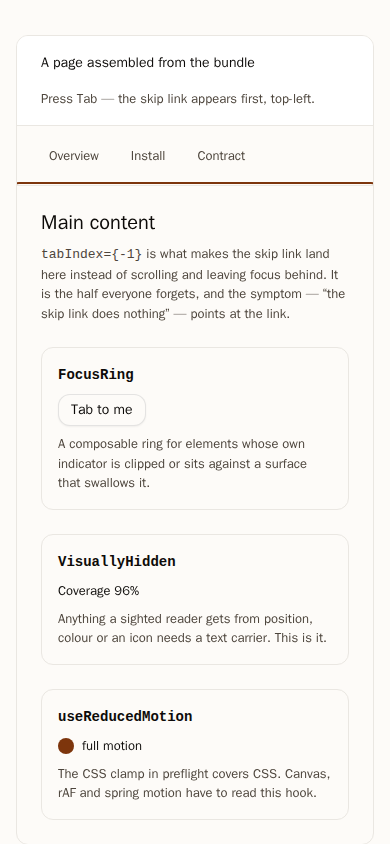 A page assembled from the bundle
Press Tab — the skip link appears first, top-left.
Overview Install Contract
Main content
tabIndex={-1} is what makes the skip link land
here instead of scrolling and leaving focus behind. It
is the half everyone forgets, and the symptom — “the
skip link does nothing” — points at the link.
FocusRing
Tab to me
A composable ring for elements whose own
indicator is clipped or sits against a surface
that swallows it.
VisuallyHidden
Coverage 96%
Anything a sighted reader gets from position,
colour or an icon needs a text carrier. This is it.
useReducedMotion
full motion
The CSS clamp in preflight covers CSS. Canvas,
rAF and spring motion have to read this hook.